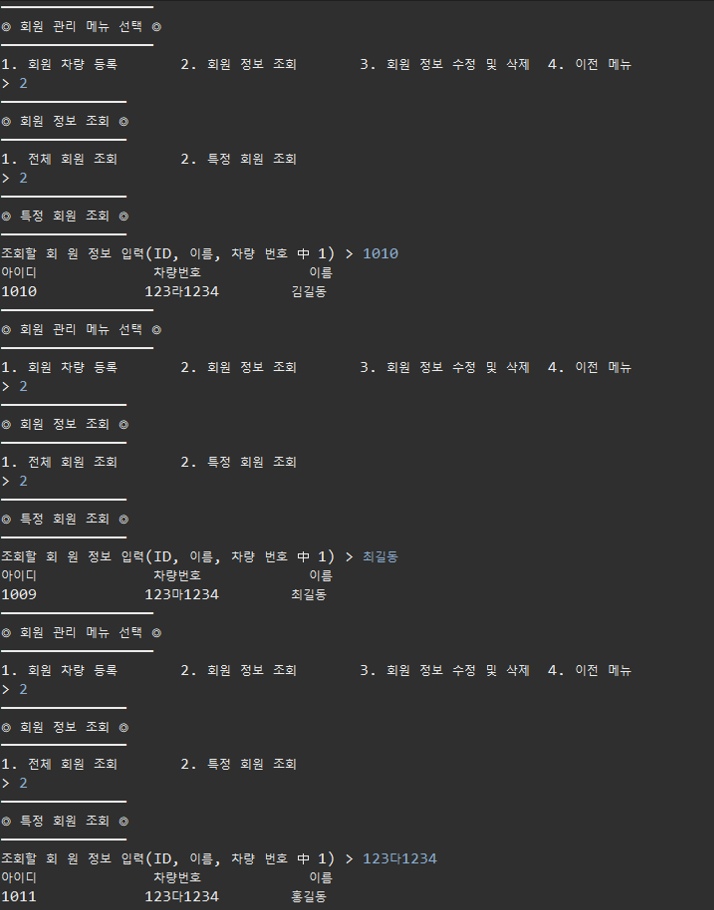 ◎ 회원 관리 메뉴 선택 ◎
1. 회원 차량 등록 2. 회원 정보 조회 3. 회원 정보 수정 및 삭제 4. 이전 메뉴
> 2
◎ 회원 정보 조회 ◎
1. 전체 회원 조회 2. 특정 회원 조회
> 2
◎ 특정 회원 조회 ◎
조회할 회 원 정보 입력(ID, 이름, 차량 번호 中 1) > 1010
아이디 차량번호 이름
1010 123라1234 김길동
◎ 회원 관리 메뉴 선택 ◎
1. 회원 차량 등록 2. 회원 정보 조회 3. 회원 정보 수정 및 삭제 4. 이전 메뉴
> 2
◎ 회원 정보 조회 ◎
1. 전체 회원 조회 2. 특정 회원 조회
> 2
◎ 특정 회원 조회 ◎
조회할 회 원 정보 입력(ID, 이름, 차량 번호 中 1) > 최길동
아이디 차량번호 이름
1009 123마1234 최길동
◎ 회원 관리 메뉴 선택 ◎
1. 회원 차량 등록 2. 회원 정보 조회 3. 회원 정보 수정 및 삭제 4. 이전 메뉴
> 2
◎ 회원 정보 조회 ◎
1. 전체 회원 조회 2. 특정 회원 조회
> 2
◎ 특정 회원 조회 ◎
조회할 회 원 정보 입력(ID, 이름, 차량 번호 中 1) > 123다1234
아이디 차량번호 이름
1011 123다1234 홍길동